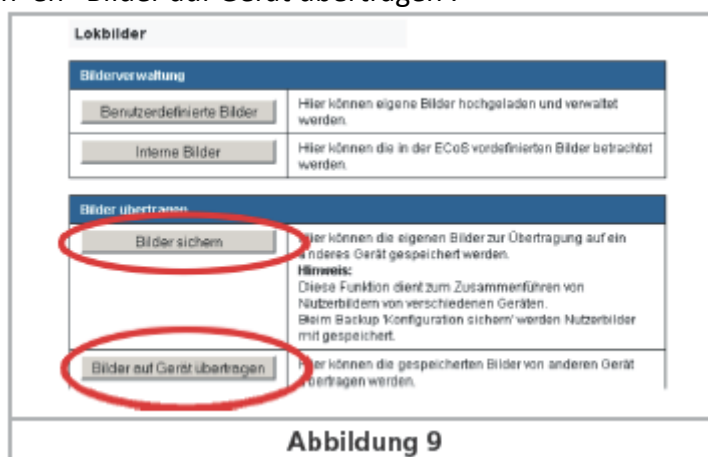 "Bilder auf Gerät übertragen".
Lokbilder
Bilderverwaltung
Benutzerdefinierte Bilder
Hier können eigene Bilder hochgeladen und verwaltet
werden.
Interne Bilder
Hier können die in der ECoS vordefinierten Bilder betrachtet
werden.
Bilder übertragen
Bilder sichern
Hier können die eigenen Bilder zur Übertragung auf ein
anderes Gerät gespeichert werden.
Hinweis:
Diese Funktion dient zum Zusammenführen von
Nutzerbildern von verschiedenen Geräten.
Beim Backup 'Konfiguration sichern' werden Nutzerbilder
mit gespeichert.
Bilder auf Gerät übertragen
Hier können die gespeicherten Bilder von anderen Gerät
übertragen werden.
Abbildung 9